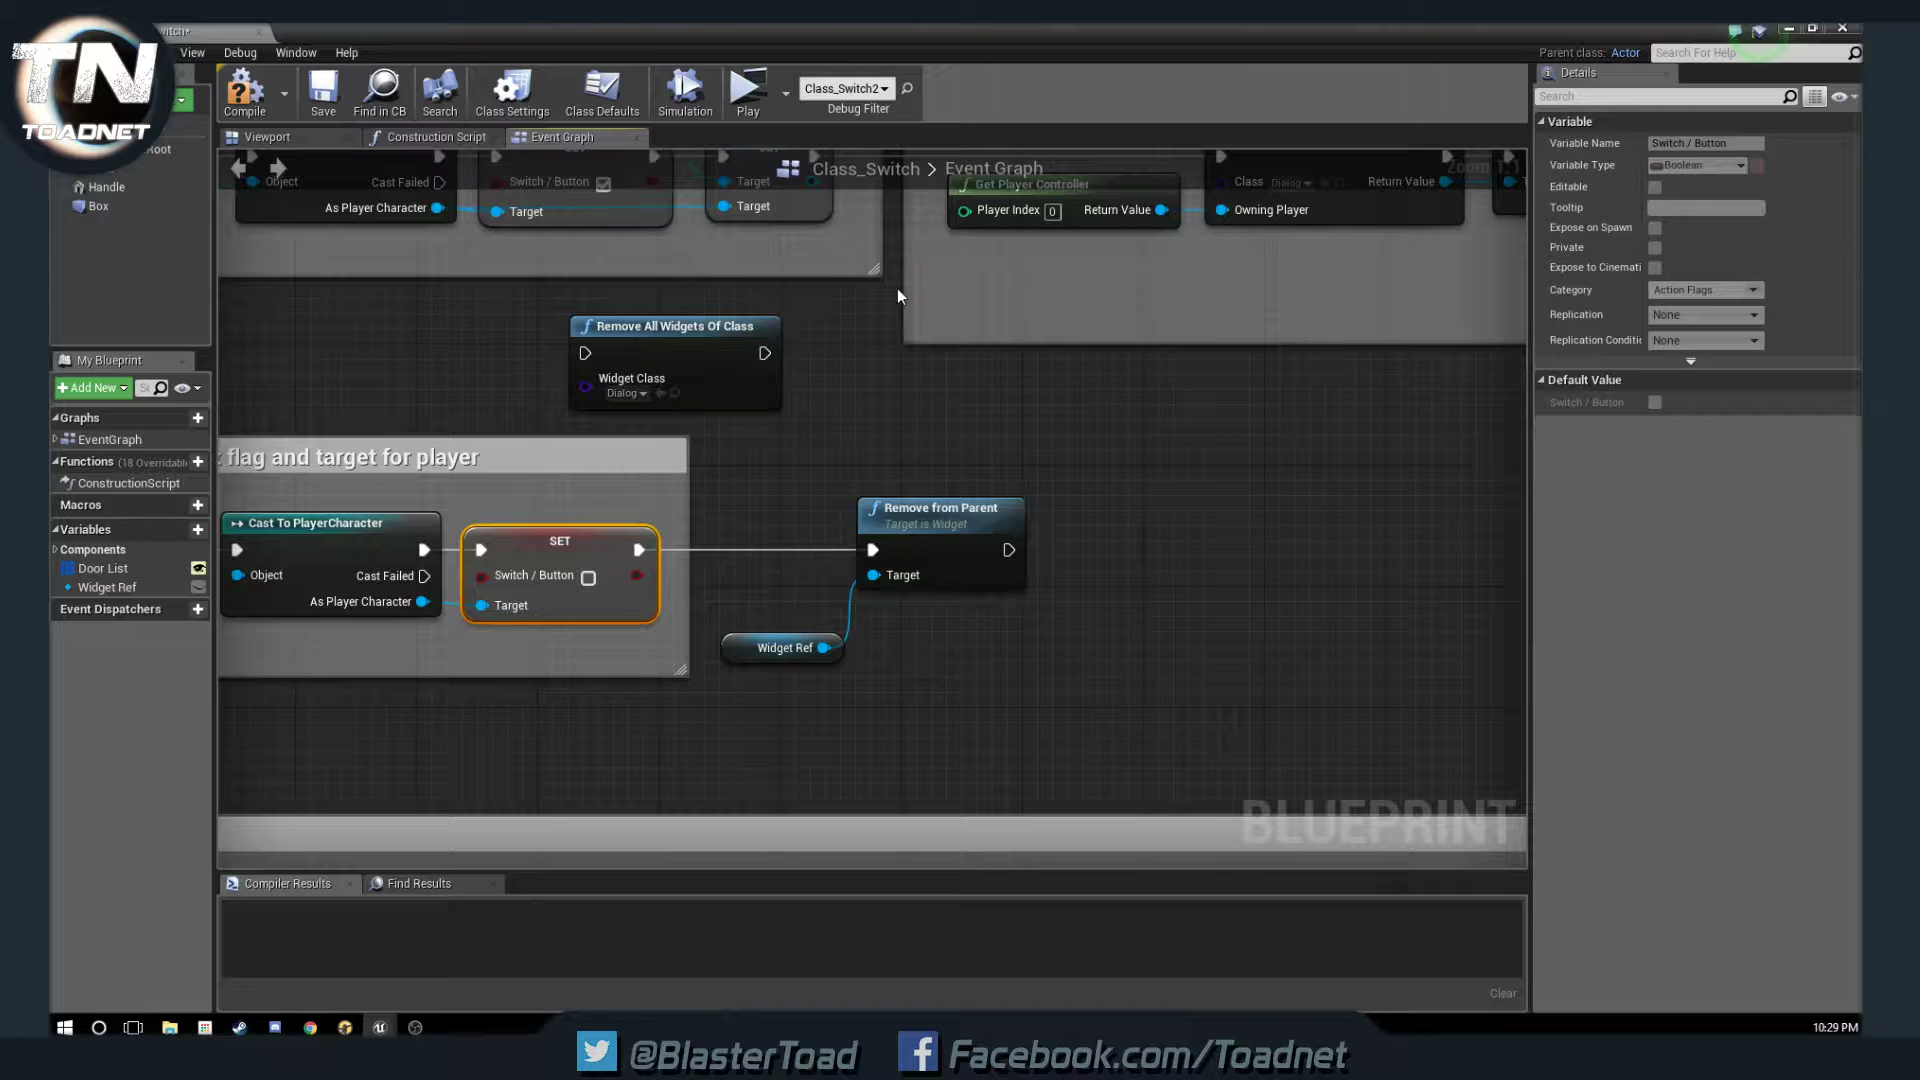 TN
TOADNET
witch*
View
Debug
Window
Help
Parent class: Actor
Search For Help
Compile
Save
Find in CB
Search
Class Settings
Class Defaults
Simulation
Play
Class_Switch2
Debug Filter
Details
Search
Viewport
Construction Script
Event Graph
Class_Switch > Event Graph
Zoom 1:1
Root
Handle
Box
Object
Cast Failed
As Player Character
Switch / Button
Target
Target
Target
Get Player Controller
Player Index 0
Return Value
Class Dialog
Return Value
Owning Player
Remove All Widgets Of Class
Widget Class
Dialog
flag and target for player
Cast To PlayerCharacter
Object
Cast Failed
As Player Character
SET
Switch / Button
Target
Remove from Parent
Target is Widget
Target
Widget Ref
BLUEPRINT
My Blueprint
Add New
Graphs
EventGraph
Functions (18 Overridabl
ConstructionScript
Macros
Variables
Components
Door List
Widget Ref
Event Dispatchers
Variable
Variable Name Switch / Button
Variable Type Boolean
Editable
Tooltip
Expose on Spawn
Private
Expose to Cinemati
Category Action Flags
Replication None
Replication Conditic None
Default Value
Switch / Button
Compiler Results
Find Results
Clear
10:29 PM
@BlasterToad
Facebook.com/Toadnet